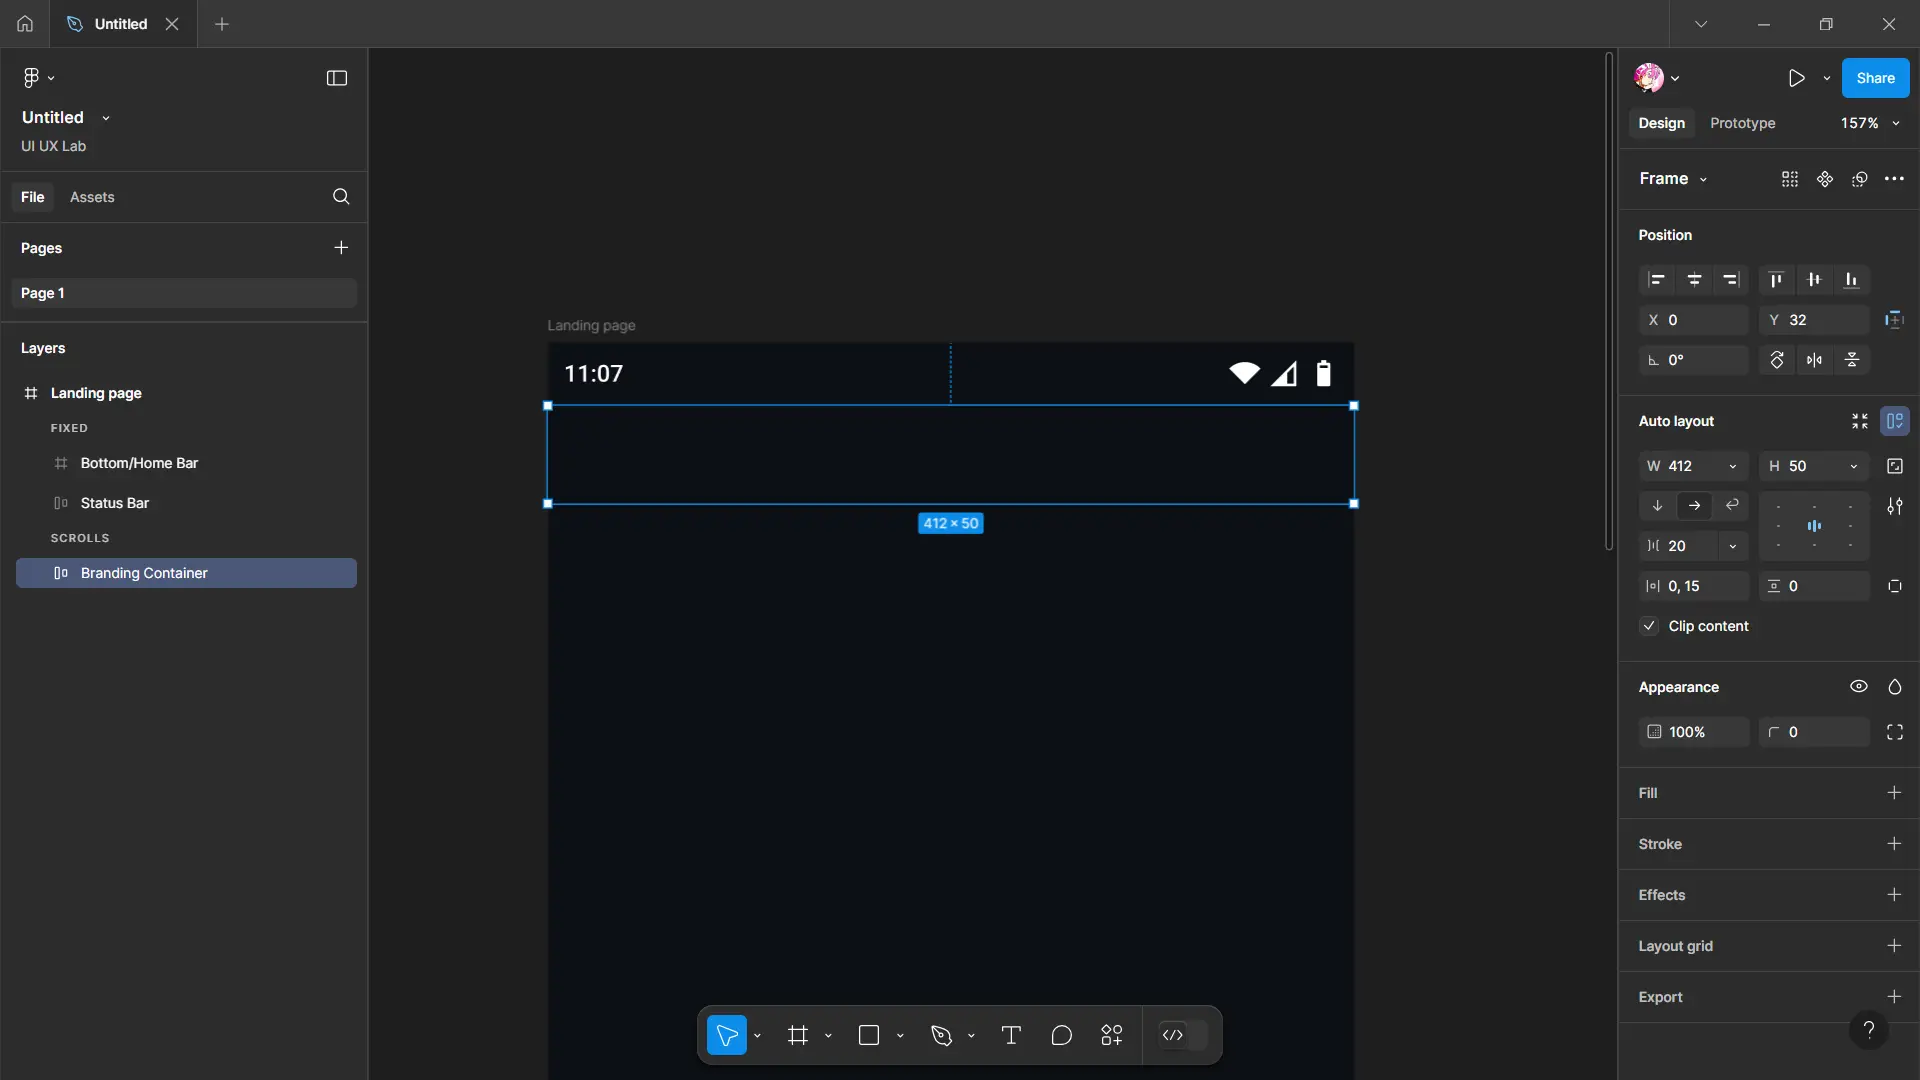 Untitled
Untitled
UI UX Lab
File
Assets
Pages
Page 1
Layers
Landing page
FIXED
Bottom/Home Bar
Status Bar
SCROLLS
Branding Container
Landing page
11:07
412 × 50
Share
Design
Prototype
157%
Frame
Position
X 0
Y 32
0°
Auto layout
W 412
H 50
20
0, 15
0
Clip content
Appearance
100%
0
Fill
Stroke
Effects
Layout grid
Export
?